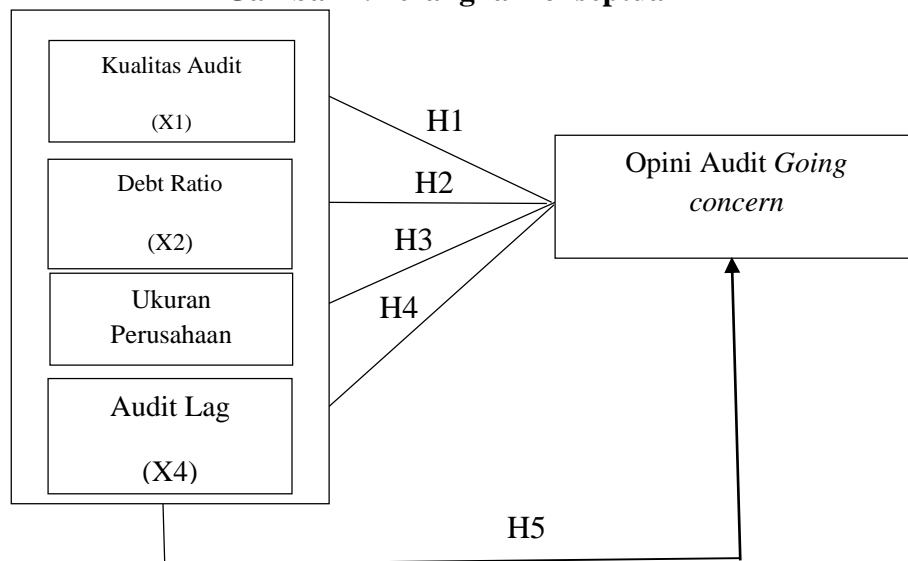 Kualitas Audit
(X1)
Debt Ratio
(X2)
Ukuran
Perusahaan
Audit Lag
(X4)
H1
H2
H3
H4
Opini Audit Going
concern
H5